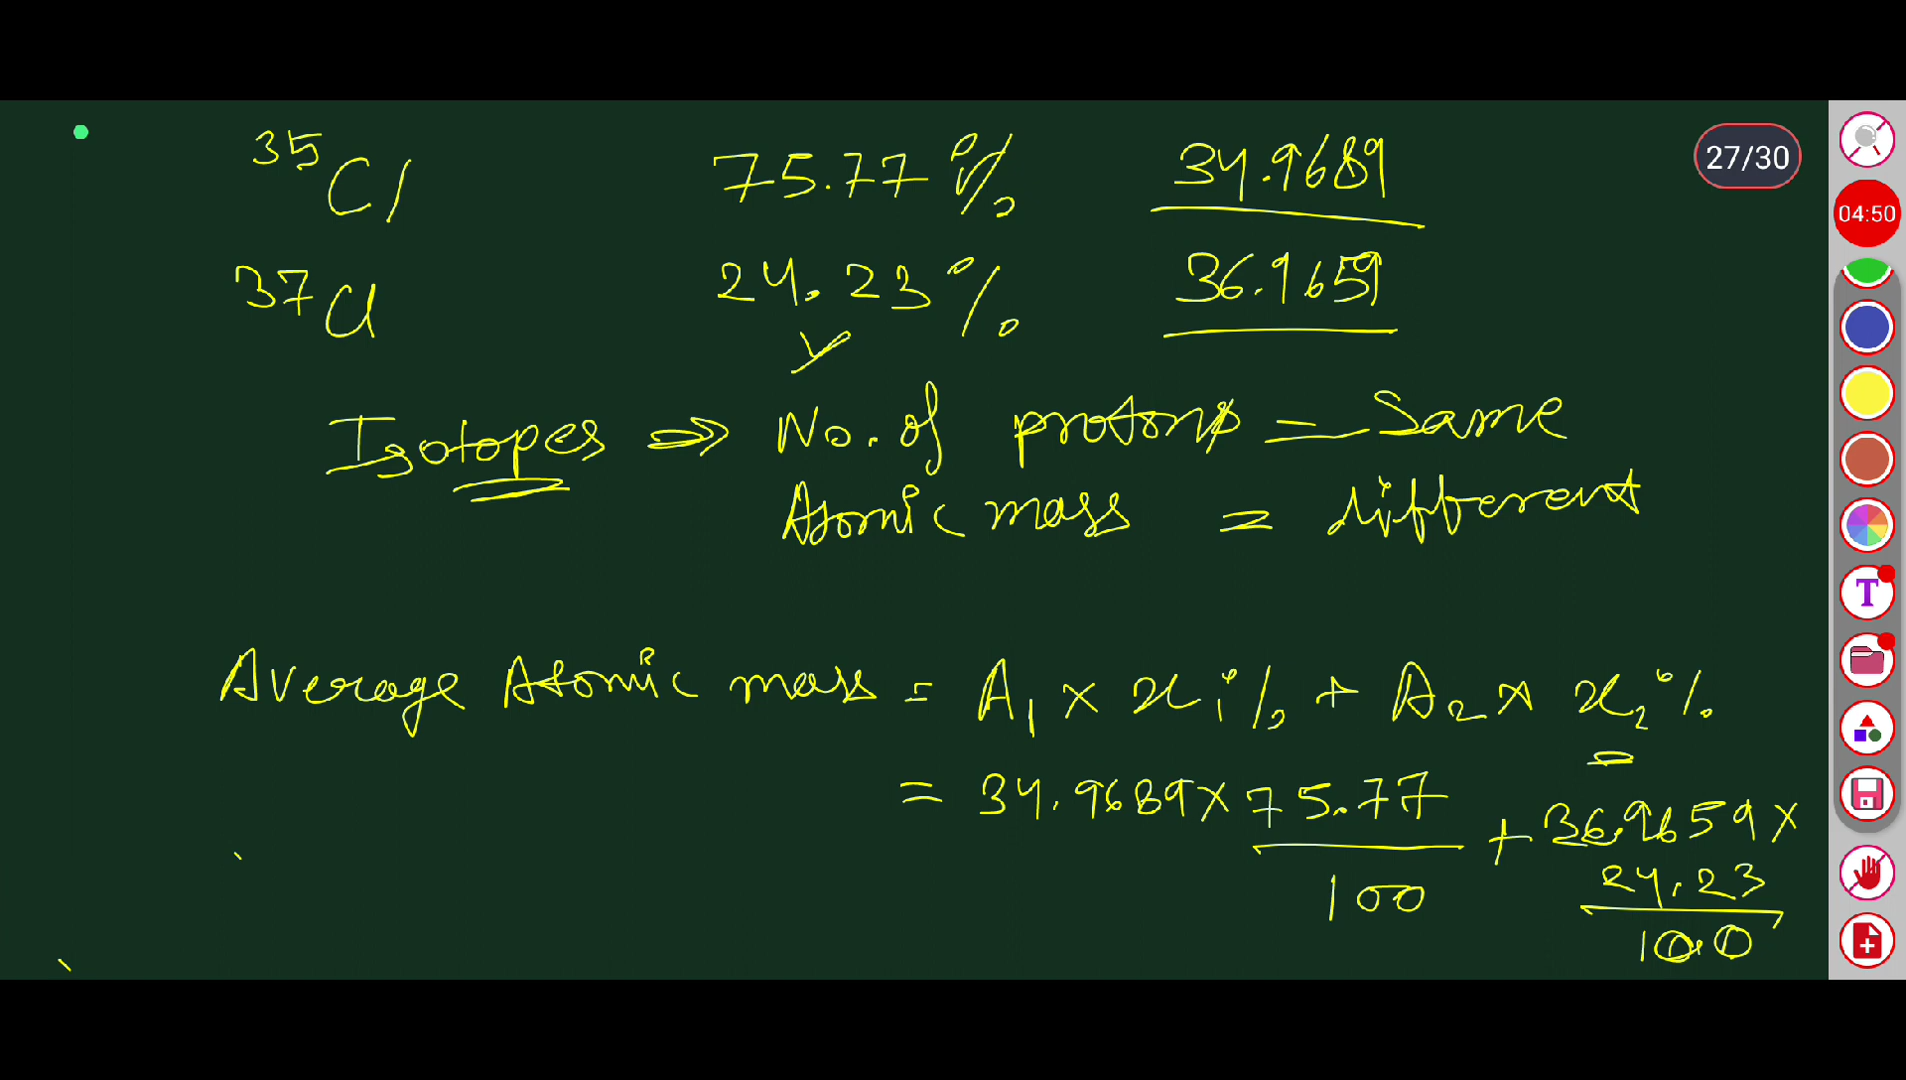 35Cl 75.77% 34.9689
27/30
04:50
37Cl 24.23% 36.9659
Isotopes ⇒ No. of protons = Same
Atomic mass = different
T
Average Atomic mass = A1 × x1% + A2 × x2%
= 34.9689 × 75.77/100 + 36.9659 × 24.23/100